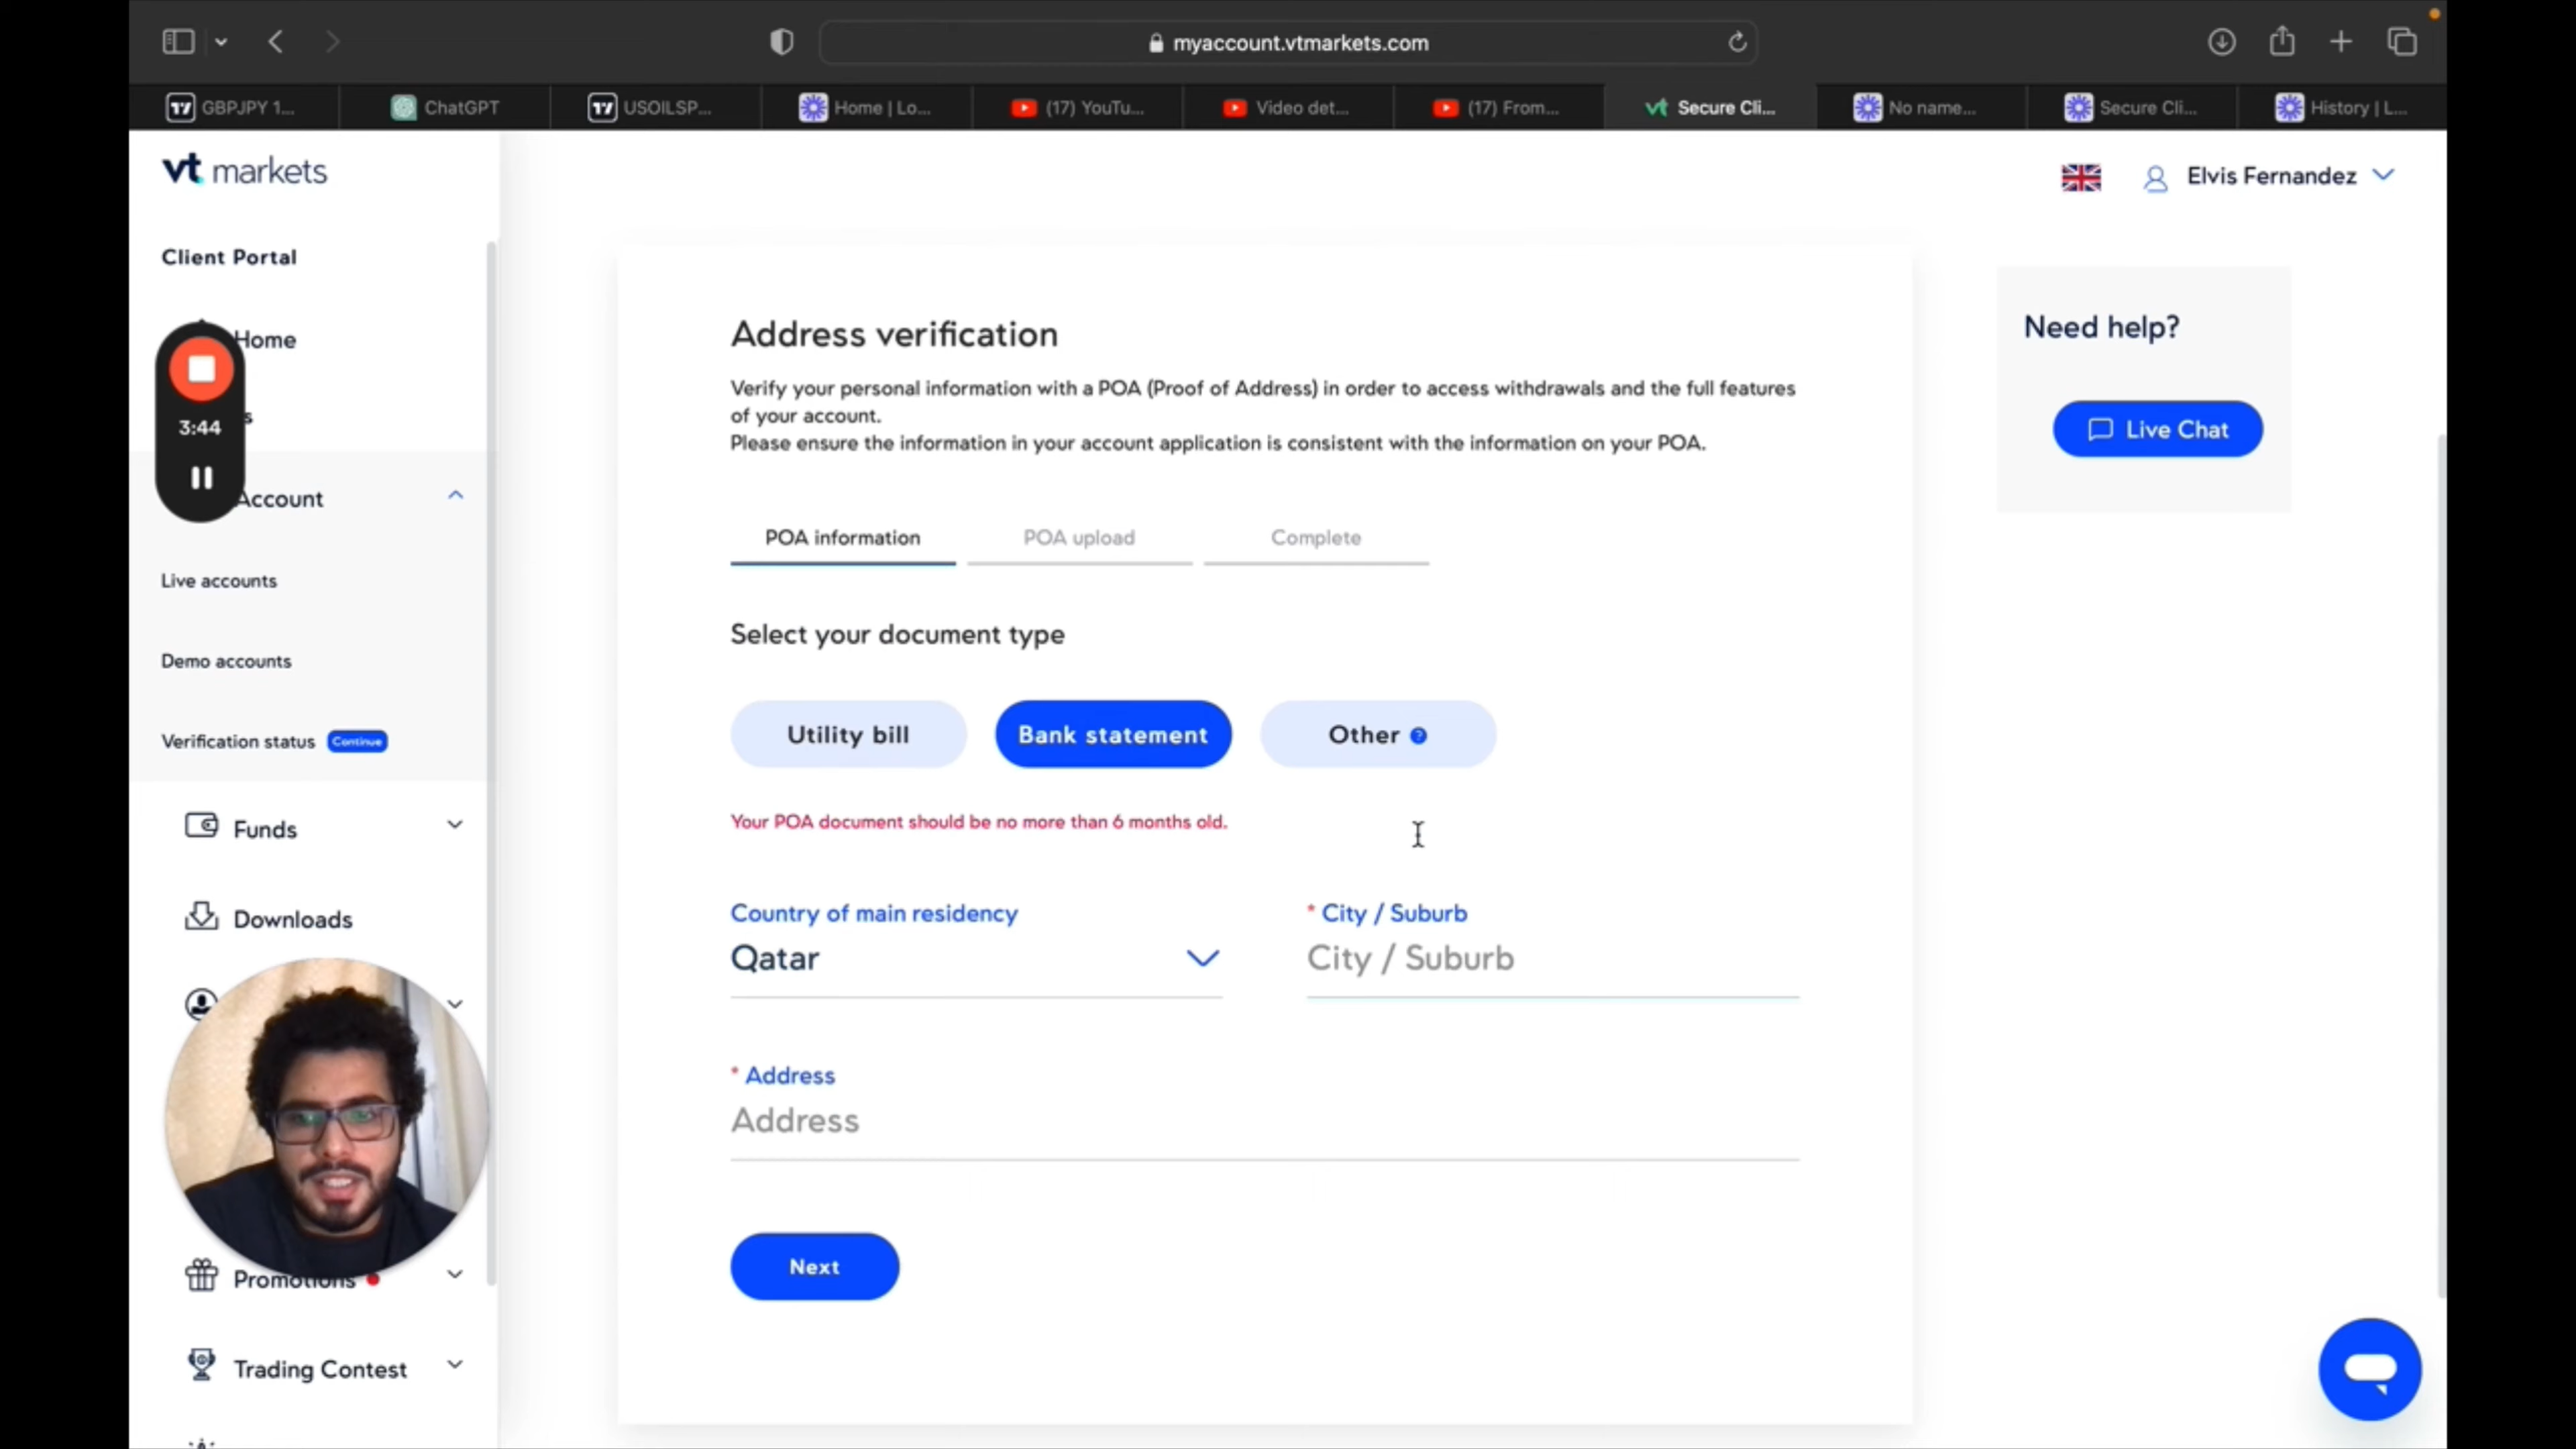 myaccount.vtmarkets.com
GBPJPY 1...
ChatGPT
USOILSP...
Home | Lo...
(17) YouTu...
Video det...
(17) From...
vt Secure Cli...
No name...
Secure Cli...
History | L...
vt markets
Elvis Fernandez
Client Portal
Home
s
3:44
Account
Live accounts
Demo accounts
Verification status Continue
Funds
Downloads
Promotions
Trading Contest
Address verification
Verify your personal information with a POA (Proof of Address) in order to access withdrawals and the full features
of your account.
Please ensure the information in your account application is consistent with the information on your POA.
POA information
POA upload
Complete
Select your document type
Utility bill
Bank statement
Other ?
Your POA document should be no more than 6 months old.
Country of main residency
Qatar
* City / Suburb
City / Suburb
* Address
Address
Next
Need help?
Live Chat